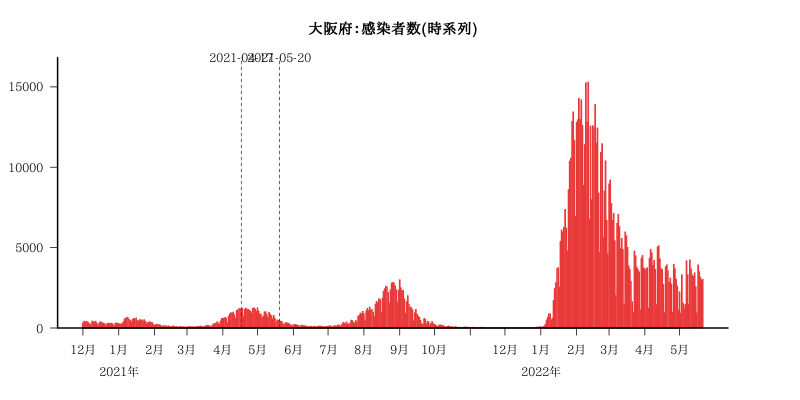 大阪府:感染者数(時系列)
2021-04-17
2021-05-20
15000
10000
5000
0
12月 1月 2月 3月 4月 5月 6月 7月 8月 9月 10月 12月 1月 2月 3月 4月 5月
2021年 2022年